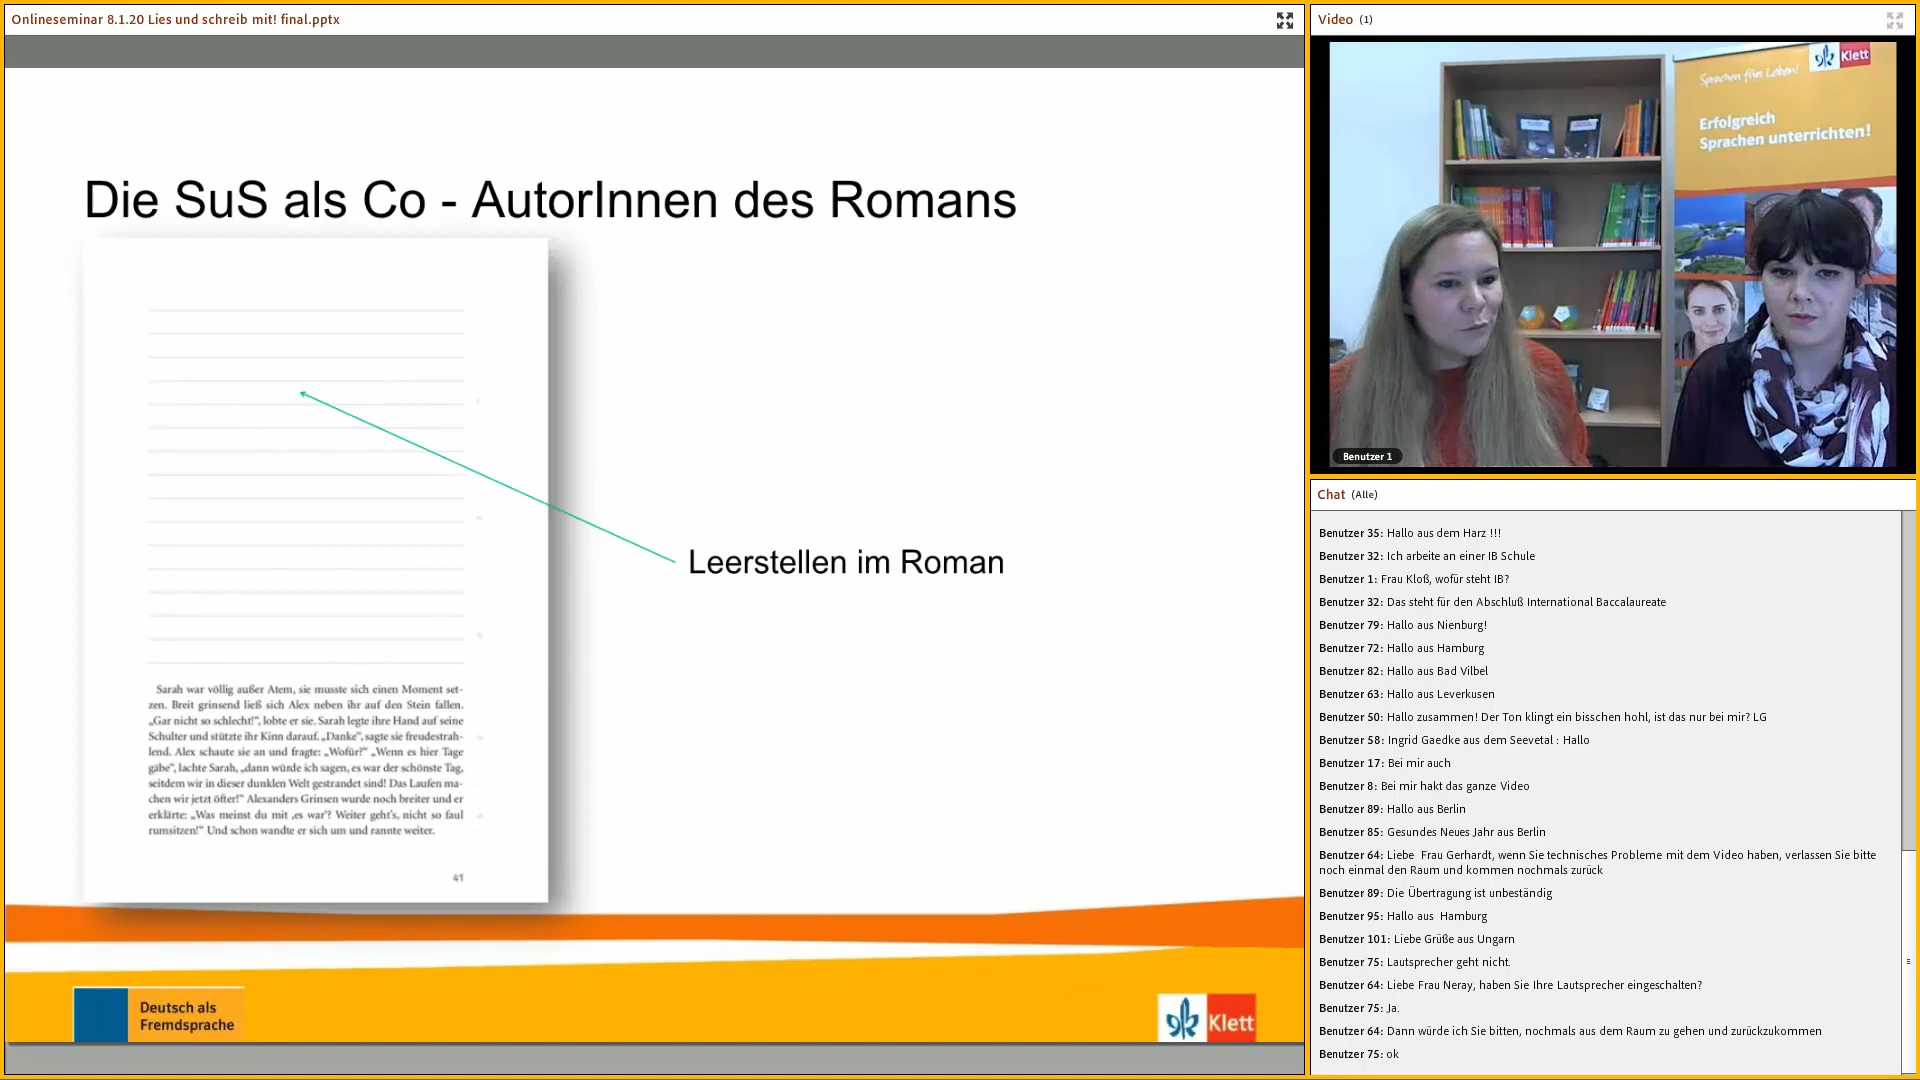 Onlineseminar 8.1.20 Lies und schreib mit! final.pptx
Die SuS als Co - AutorInnen des Romans
Leerstellen im Roman
Sarah war völlig außer Atem, sie musste sich einen Moment set-
zen. Breit grinsend ließ sich Alex neben ihr auf den Stein fallen.
„Gar nicht so schlecht!“, lobte er sie. Sarah legte ihre Hand auf seine
Schulter und stützte ihr Kinn darauf. „Danke“, sagte sie freudestrah-
lend. Alex schaute sie an und fragte: „Wofür?“ „Wenn es hier Tage
gäbe“, lachte Sarah, „dann würde ich sagen, es war der schönste Tag,
seitdem wir in dieser dunklen Welt gestrandet sind! Das Laufen ma-
chen wir jetzt öfter!“ Alexanders Grinsen wurde noch breiter und er
erklärte: „Was meinst du mit ‚es war‘? Weiter geht’s, nicht so faul
rumsitzen!“ Und schon wandte er sich um und rannte weiter.
41
Deutsch als
Fremdsprache
Klett
Video (1)
Sprachen fürs Leben!
Klett
Erfolgreich
Sprachen unterrichten!
Benutzer 1
Chat (Alle)
Benutzer 35: Hallo aus dem Harz !!!
Benutzer 32: Ich arbeite an einer IB Schule
Benutzer 1: Frau Kloß, wofür steht IB?
Benutzer 32: Das steht für den Abschluß International Baccalaureate
Benutzer 79: Hallo aus Nienburg!
Benutzer 72: Hallo aus Hamburg
Benutzer 82: Hallo aus Bad Vilbel
Benutzer 63: Hallo aus Leverkusen
Benutzer 50: Hallo zusammen! Der Ton klingt ein bisschen hohl, ist das nur bei mir? LG
Benutzer 58: Ingrid Gaedke aus dem Seevetal : Hallo
Benutzer 17: Bei mir auch
Benutzer 8: Bei mir hakt das ganze Video
Benutzer 89: Hallo aus Berlin
Benutzer 85: Gesundes Neues Jahr aus Berlin
Benutzer 64: Liebe  Frau Gerhardt, wenn Sie technisches Probleme mit dem Video haben, verlassen Sie bitte
noch einmal den Raum und kommen nochmals zurück
Benutzer 89: Die Übertragung ist unbeständig
Benutzer 95: Hallo aus  Hamburg
Benutzer 101: Liebe Grüße aus Ungarn
Benutzer 75: Lautsprecher geht nicht.
Benutzer 64: Liebe Frau Neray, haben Sie Ihre Lautsprecher eingeschalten?
Benutzer 75: Ja.
Benutzer 64: Dann würde ich Sie bitten, nochmals aus dem Raum zu gehen und zurückzukommen
Benutzer 75: ok